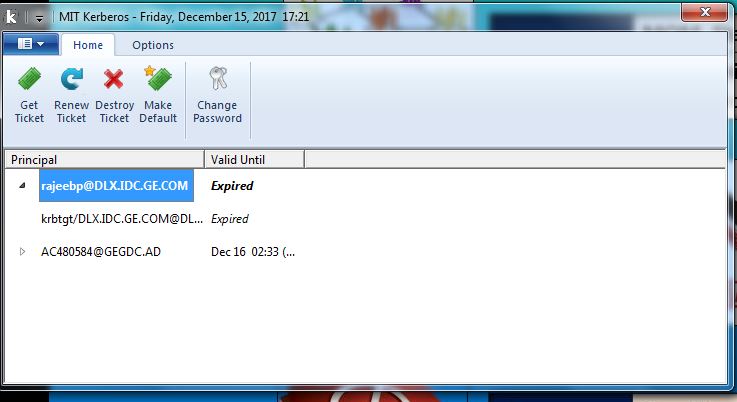 MIT Kerberos - Friday, December 15, 2017 17:21
Home Options
Get Ticket
Renew Ticket
Destroy Ticket
Make Default
Change Password
Principal Valid Until
rajeebp@DLX.IDC.GE.COM Expired
krbtgt/DLX.IDC.GE.COM@DL... Expired
AC480584@GEGDC.AD Dec 16 02:33 (...